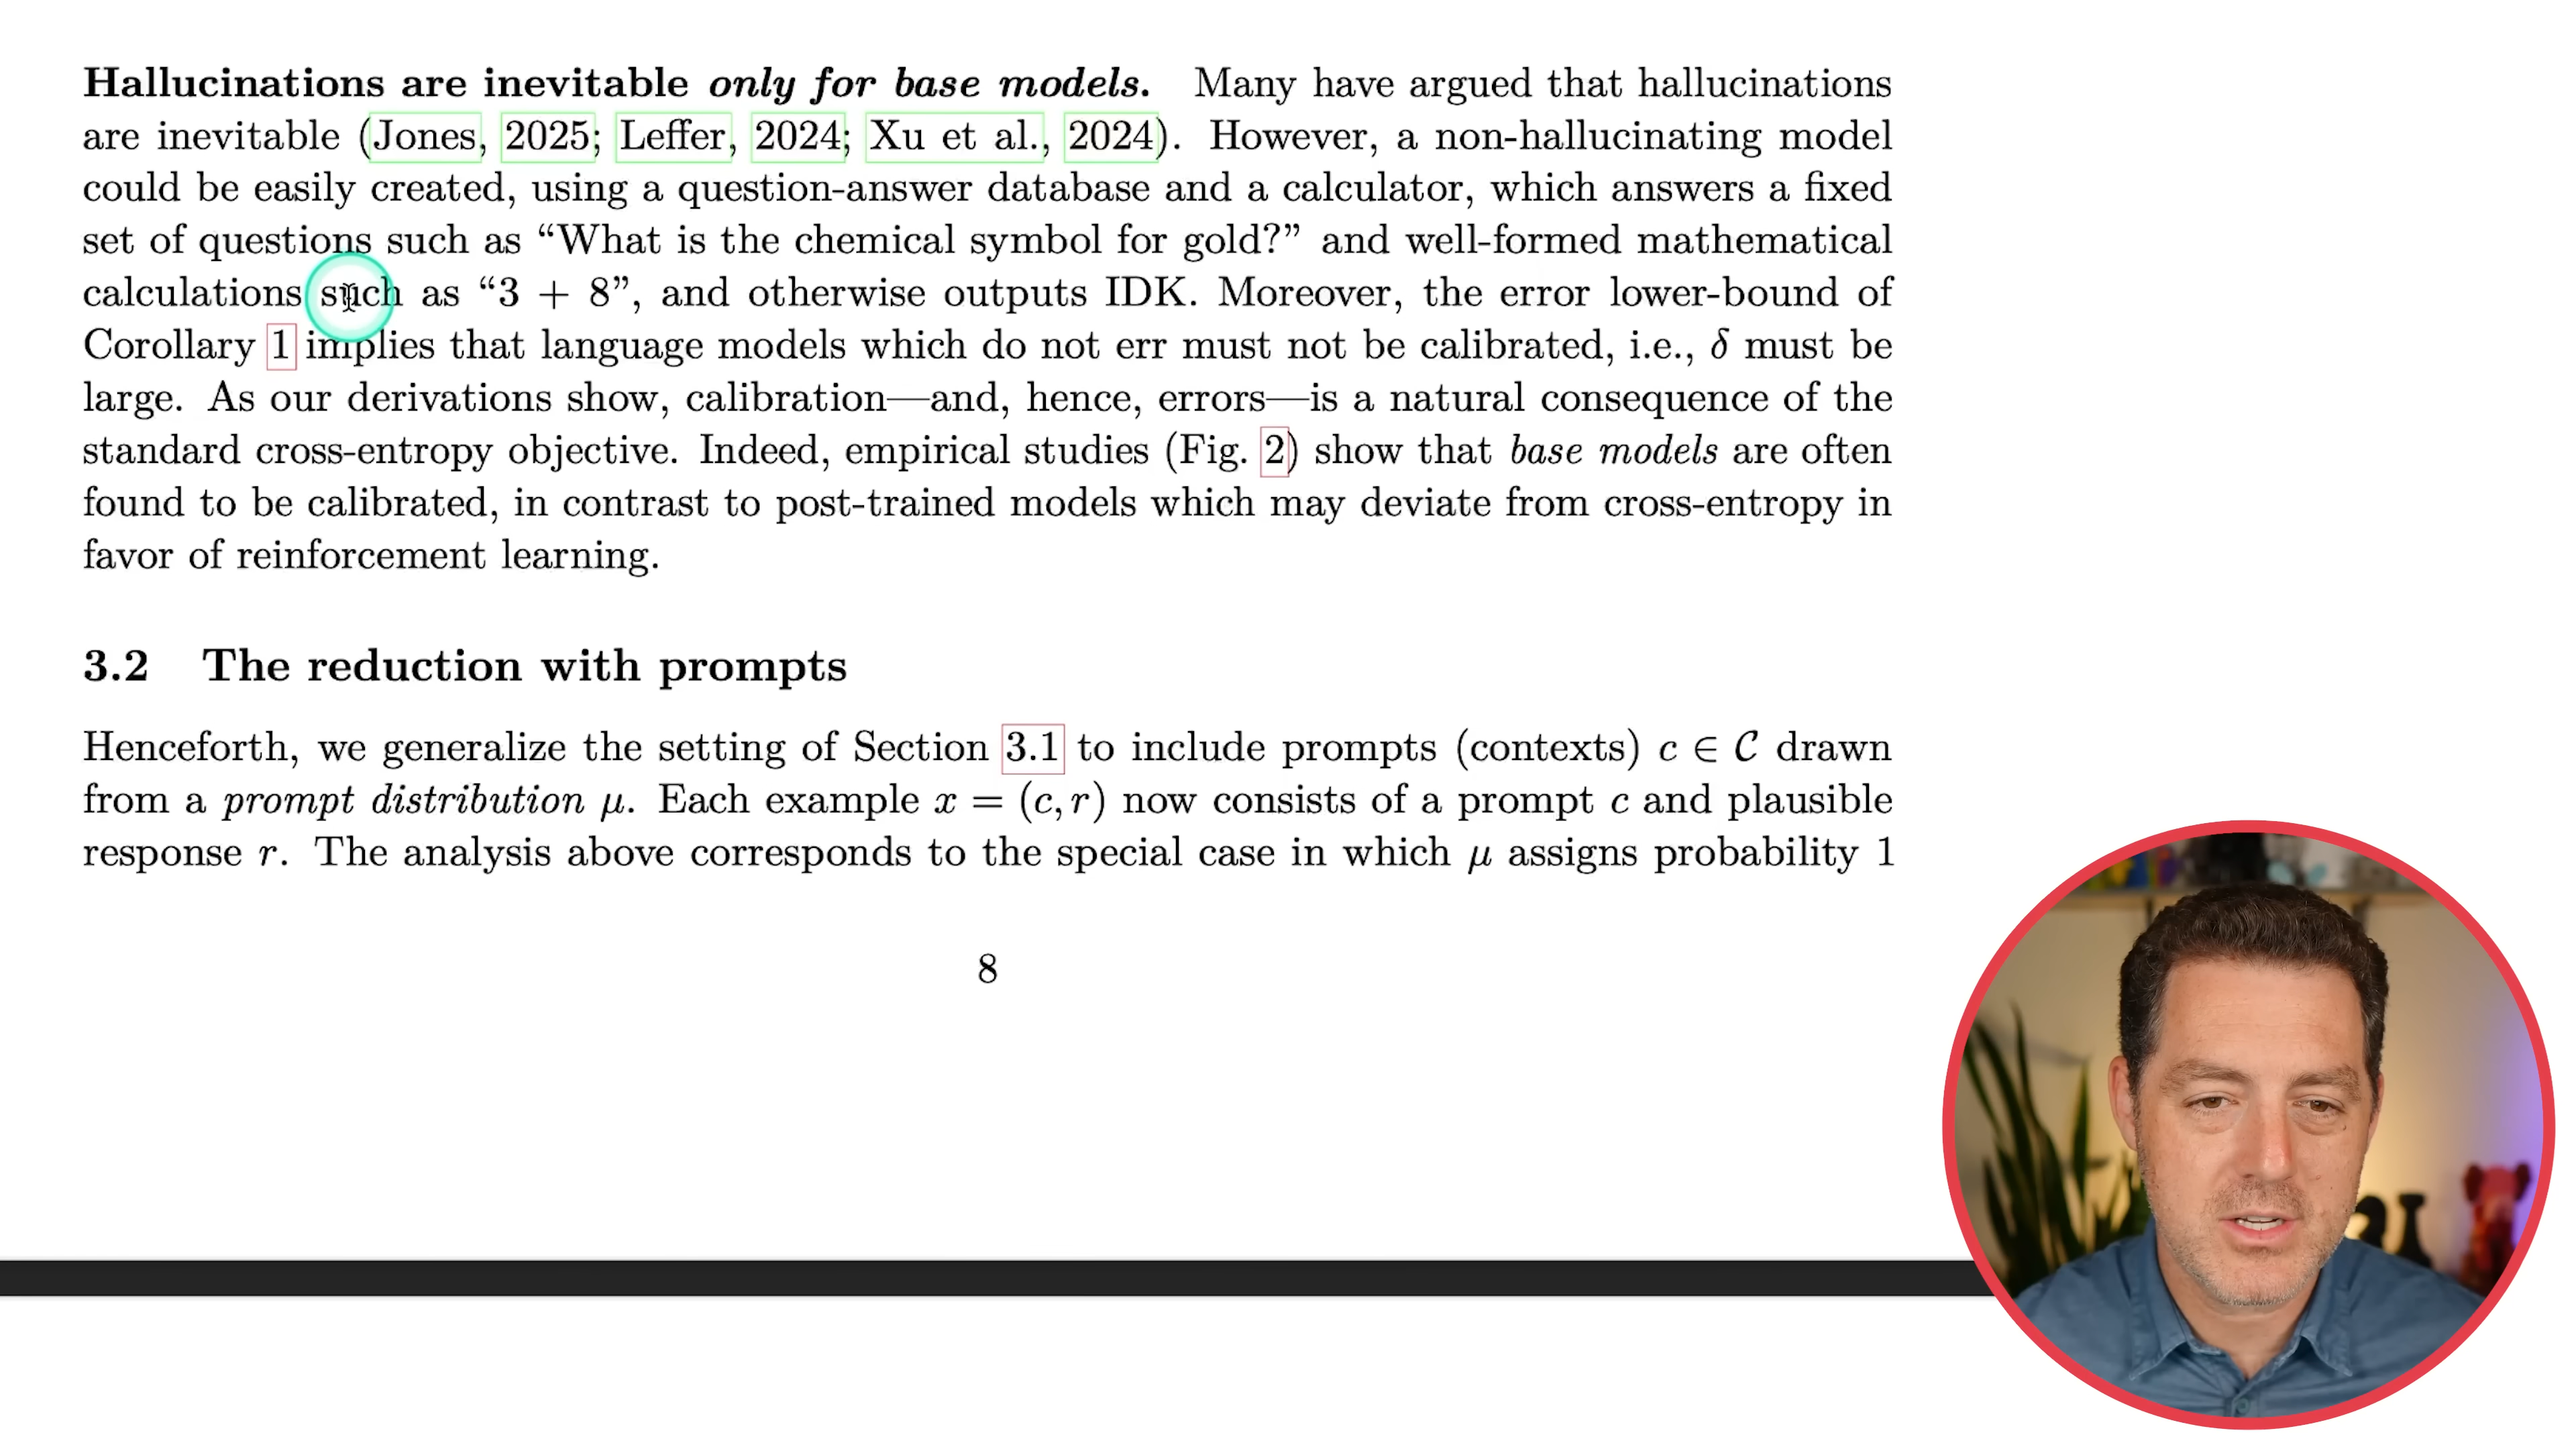 Hallucinations are inevitable only for base models. Many have argued that hallucinations
are inevitable (Jones, 2025; Leffer, 2024; Xu et al., 2024). However, a non-hallucinating model
could be easily created, using a question-answer database and a calculator, which answers a fixed
set of questions such as “What is the chemical symbol for gold?” and well-formed mathematical
calculations such as “3 + 8”, and otherwise outputs IDK. Moreover, the error lower-bound of
Corollary 1 implies that language models which do not err must not be calibrated, i.e., δ must be
large. As our derivations show, calibration—and, hence, errors—is a natural consequence of the
standard cross-entropy objective. Indeed, empirical studies (Fig. 2) show that base models are often
found to be calibrated, in contrast to post-trained models which may deviate from cross-entropy in
favor of reinforcement learning.
3.2 The reduction with prompts
Henceforth, we generalize the setting of Section 3.1 to include prompts (contexts) c ∈ 𝒞 drawn
from a prompt distribution μ. Each example x = (c, r) now consists of a prompt c and plausible
response r. The analysis above corresponds to the special case in which μ assigns probability 1
8